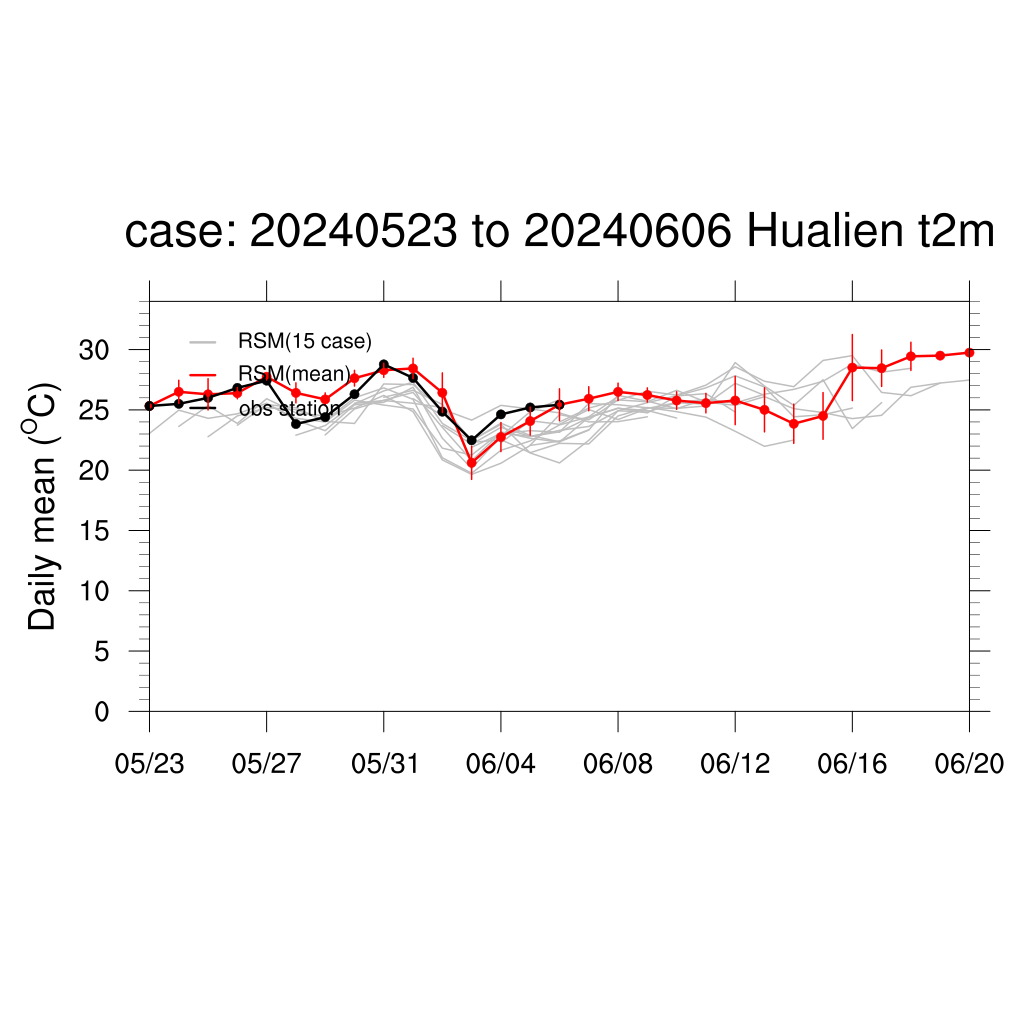 case: 20240523 to 20240606 Hualien t2m
RSM(15 case)
RSM(mean)
obs station
Daily mean (°C)
30
25
20
15
10
5
0
05/23 05/27 05/31 06/04 06/08 06/12 06/16 06/20